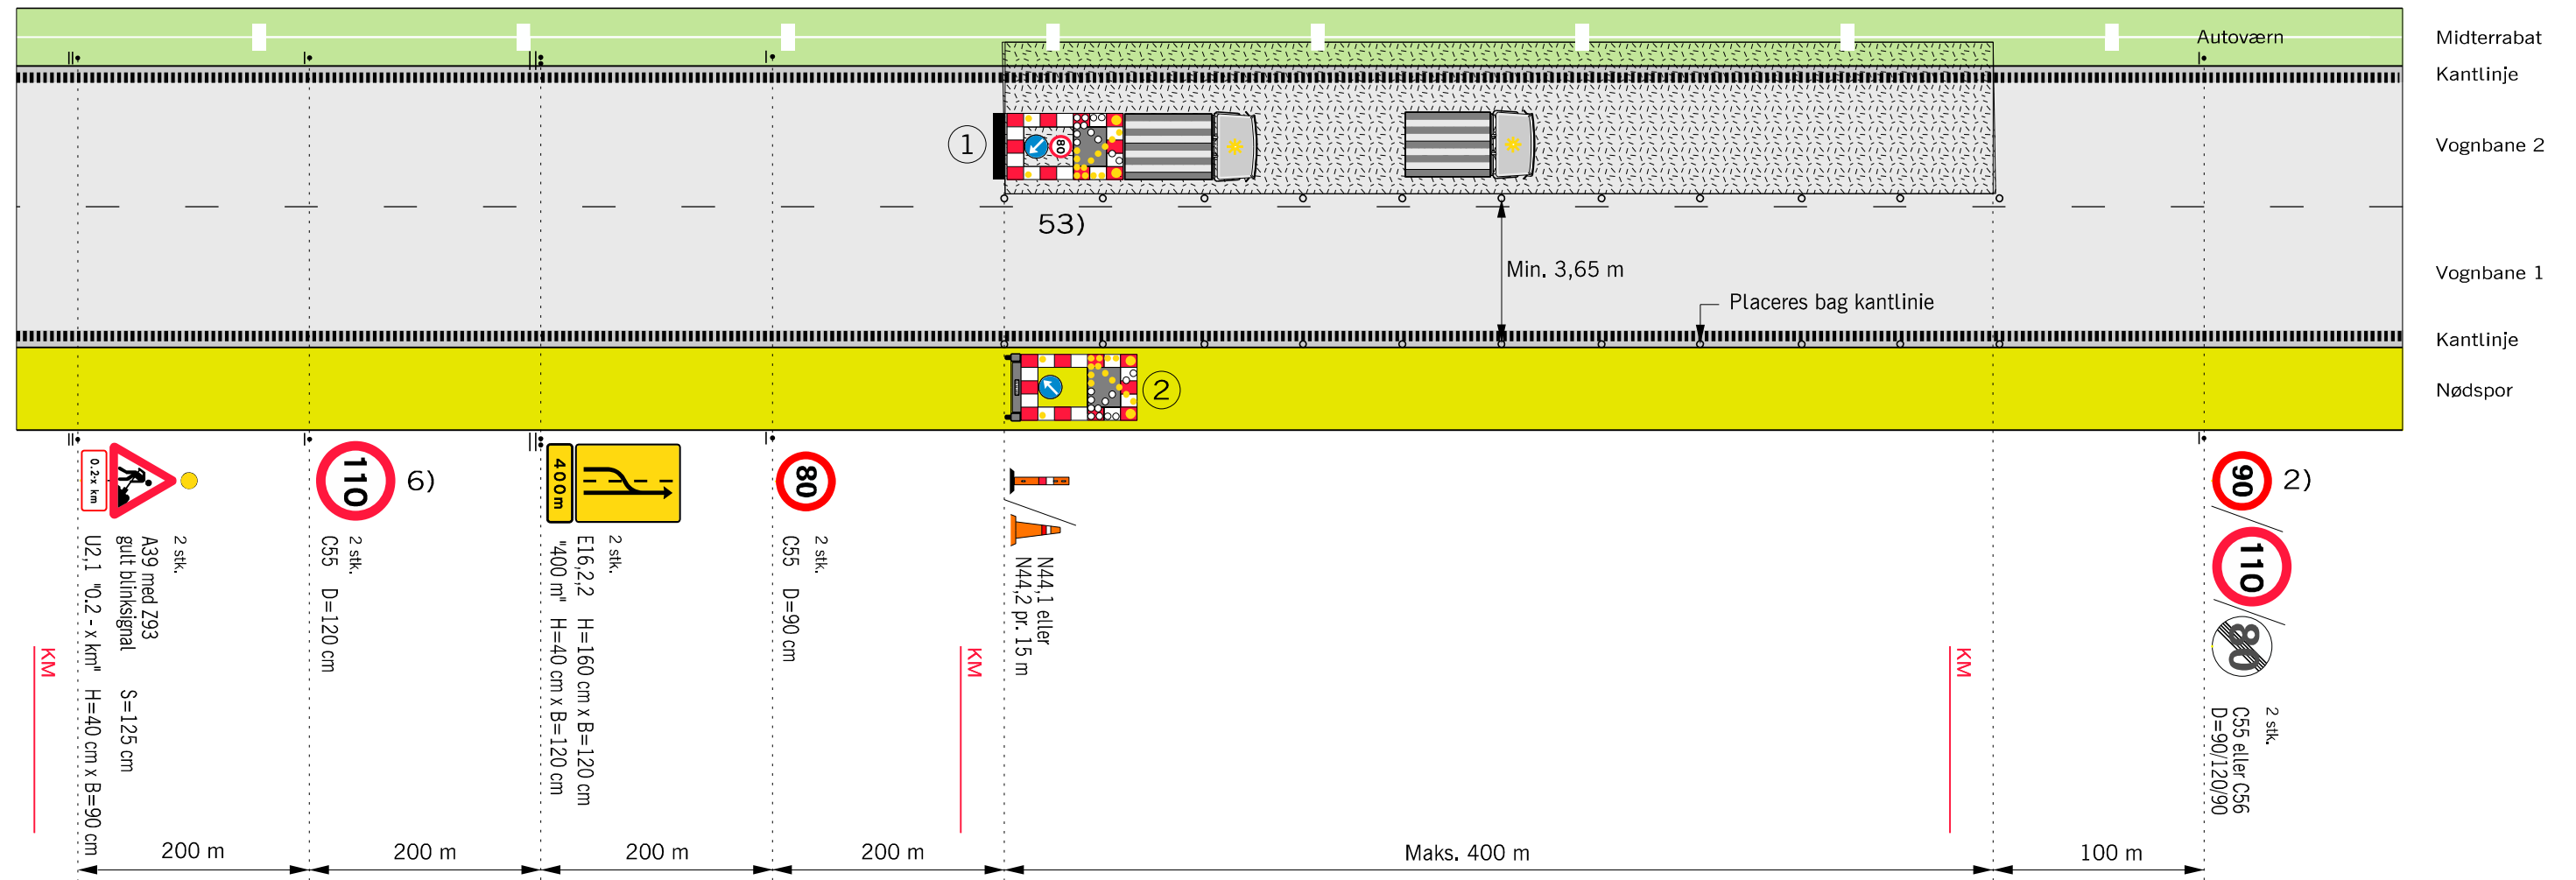 Autoværn
Midterrabat
Kantlinje
Vognbane 2
Vognbane 1
Kantlinje
Nødspor
1
80
53)
Min. 3,65 m
Placeres bag kantlinie
2
0.2-x km
110
6)
400m
80
90
2)
110
80
2 stk.
A39 med Z93
gult blinksignal S=125 cm
U2,1 "0.2 - x km" H=40 cm x B=90 cm
2 stk.
C55 D=120 cm
2 stk.
E16,2,2 H=160 cm x B=120 cm
"400 m" H=40 cm x B=120 cm
2 stk.
C55 D=90 cm
N44,1 eller
N44,2 pr. 15 m
2 stk.
C55 eller C56
D=90/120/90
KM
KM
KM
200 m
200 m
200 m
200 m
Maks. 400 m
100 m